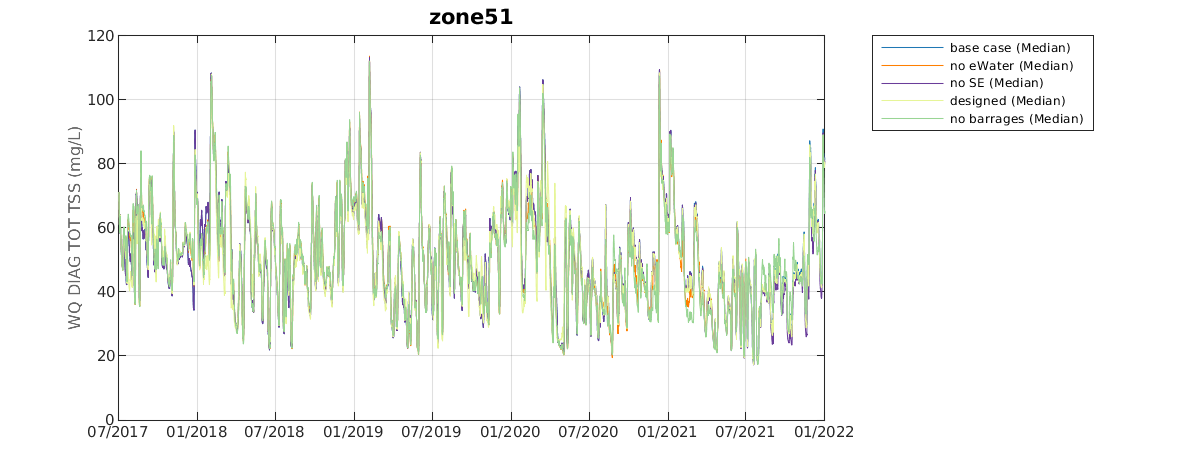 zone51
WQ DIAG TOT TSS (mg/L)
120
100
80
60
40
20
0
07/2017 01/2018 07/2018 01/2019 07/2019 01/2020 07/2020 01/2021 07/2021 01/2022
base case (Median)
no eWater (Median)
no SE (Median)
designed (Median)
no barrages (Median)